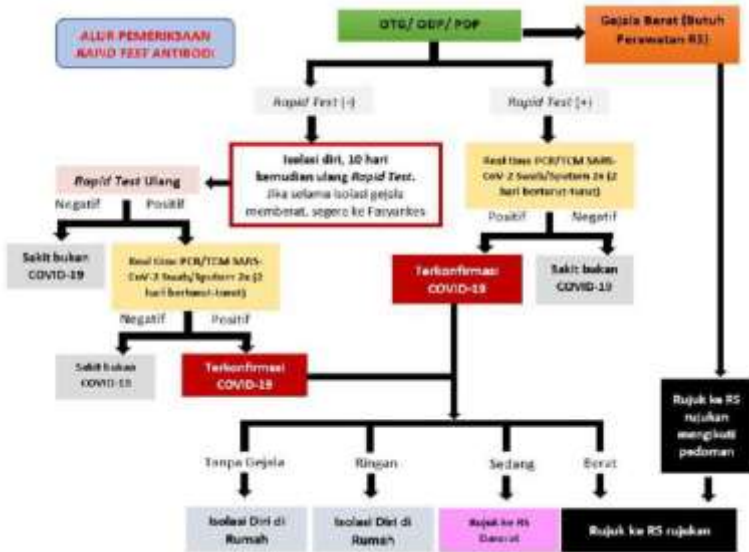 ALUR PEMERIKSAAN
RAPID TEST ANTIBODI
OTG/ ODP/ PDP
Gejala Berat (Butuh
Perawatan RS)
Rapid Test (-)
Rapid Test (+)
Isolasi diri, 10 hari
kemudian ulang Rapid Test.
Jika selama isolasi gejala
memberat, segera ke Fasyankes
Real time PCR/TCM SARS-
CoV-2 Swab/Sputum 2x (2
hari berturut-turut)
Rapid Test Ulang
Negatif
Positif
Positif
Negatif
Sakit bukan
COVID-19
Real time PCR/TCM SARS-
CoV-2 Swab/Sputum 2x (2
hari berturut-turut)
Terkonfirmasi
COVID-19
Sakit bukan
COVID-19
Negatif
Positif
Sakit bukan
COVID-19
Terkonfirmasi
COVID-19
Rujuk ke RS
rujukan
mengikuti
pedoman
Tanpa Gejala
Ringan
Sedang
Berat
Isolasi Diri di
Rumah
Isolasi Diri di
Rumah
Rujuk ke RS
Darurat
Rujuk ke RS rujukan